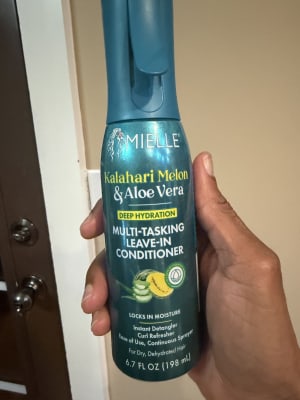 MIELLE
Kalahari Melon
& Aloe Vera
DEEP HYDRATION
MULTI-TASKING
LEAVE-IN
CONDITIONER
LOCKS IN MOISTURE
Instant Detangler
Curl Refresher
Ease of Use, Continuous Sprayer
For Dry, Dehydrated Hair
6.7 FL OZ (198 mL)